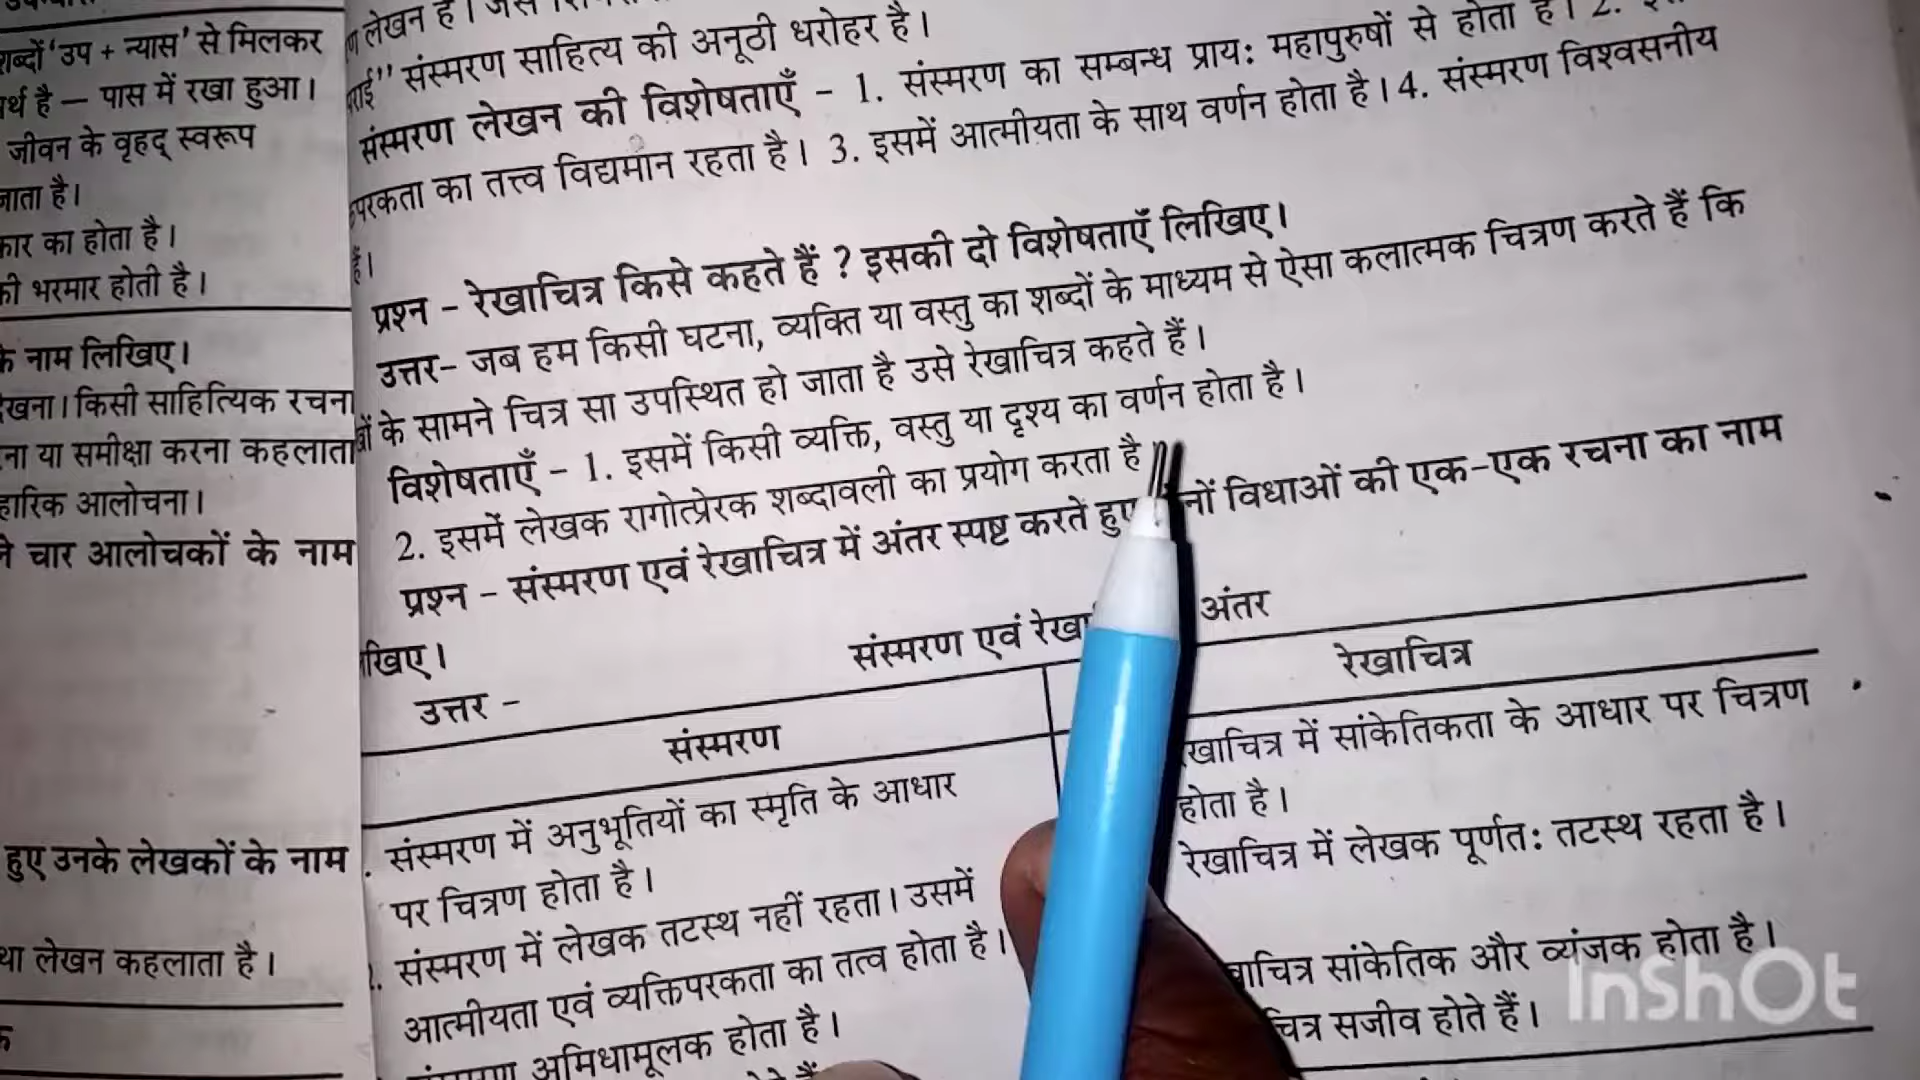 शब्दों 'उप + न्यास' से मिलकर
है — पास में रखा हुआ।
जीवन के वृहद् स्वरूप
जाता है।
का होता है।
की भरमार होती है।
के नाम लिखिए।
देखना। किसी साहित्यिक रचना
या समीक्षा करना कहलाता
आलोचना।
चार आलोचकों के नाम
हुए उनके लेखकों के नाम
लेखन कहलाता है।
लेखन है।
संस्मरण साहित्य की अनूठी धरोहर है।
संस्मरण लेखन की विशेषताएँ – 1. संस्मरण का सम्बन्ध प्राय: महापुरुषों से होता है। 2.
परकता का तत्त्व विद्यमान रहता है। 3. इसमें आत्मीयता के साथ वर्णन होता है। 4. संस्मरण विश्वसनीय
हैं।
प्रश्न – रेखाचित्र किसे कहते हैं ? इसकी दो विशेषताएँ लिखिए।
उत्तर– जब हम किसी घटना, व्यक्ति या वस्तु का शब्दों के माध्यम से ऐसा कलात्मक चित्रण करते हैं कि
के सामने चित्र सा उपस्थित हो जाता है उसे रेखाचित्र कहते हैं।
विशेषताएँ – 1. इसमें किसी व्यक्ति, वस्तु या दृश्य का वर्णन होता है।
2. इसमें लेखक रागोत्प्रेरक शब्दावली का प्रयोग करता है
प्रश्न – संस्मरण एवं रेखाचित्र में अंतर स्पष्ट करते हुए विधाओं की एक-एक रचना का नाम
लिखिए।
उत्तर –
संस्मरण एवं अंतर
संस्मरण
रेखाचित्र
संस्मरण में अनुभूतियों का स्मृति के आधार
पर चित्रण होता है।
संस्मरण में लेखक तटस्थ नहीं रहता। उसमें
आत्मीयता एवं व्यक्तिपरकता का तत्व होता है।
संस्मरण अमिधामूलक होता है।
रेखाचित्र में सांकेतिकता के आधार पर चित्रण
होता है।
रेखाचित्र में लेखक पूर्णत: तटस्थ रहता है।
रेखाचित्र सांकेतिक और व्यंजक होता है।
चित्र सजीव होते हैं।
InShOt